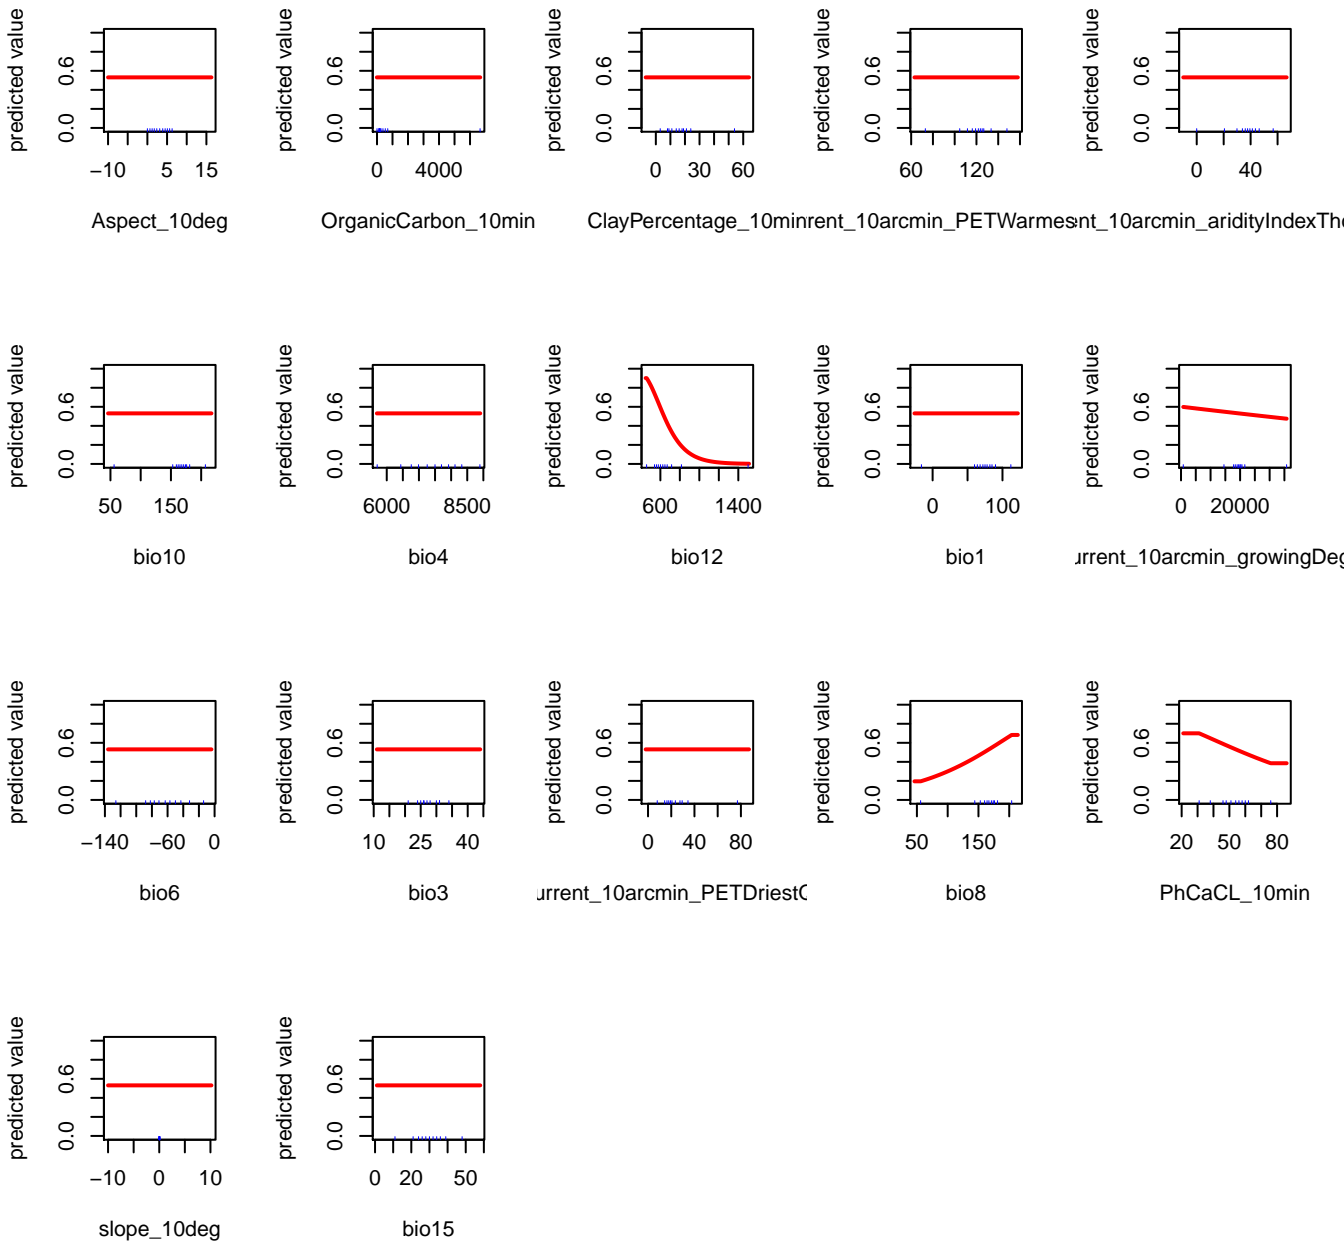 predicted value predicted value predicted value predicted value predicted value
0.0 0.6 0.0 0.6 0.0 0.6 0.0 0.6 0.0 0.6
−10 5 15 0 4000 0 30 60 60 120 0 40
Aspect_10deg OrganicCarbon_10min ClayPercentage_10min rent_10arcmin_PETWarmes nt_10arcmin_aridityIndexTh
predicted value predicted value predicted value predicted value predicted value
0.0 0.6 0.0 0.6 0.0 0.6 0.0 0.6 0.0 0.6
50 150 6000 8500 600 1400 0 100 0 20000
bio10 bio4 bio12 bio1 urrent_10arcmin_growingDeg
predicted value predicted value predicted value predicted value predicted value
0.0 0.6 0.0 0.6 0.0 0.6 0.0 0.6 0.0 0.6
−140 −60 0 10 25 40 0 40 80 50 150 20 50 80
bio6 bio3 urrent_10arcmin_PETDriest bio8 PhCaCL_10min
predicted value predicted value
0.0 0.6 0.0 0.6
−10 0 10 0 20 50
slope_10deg bio15